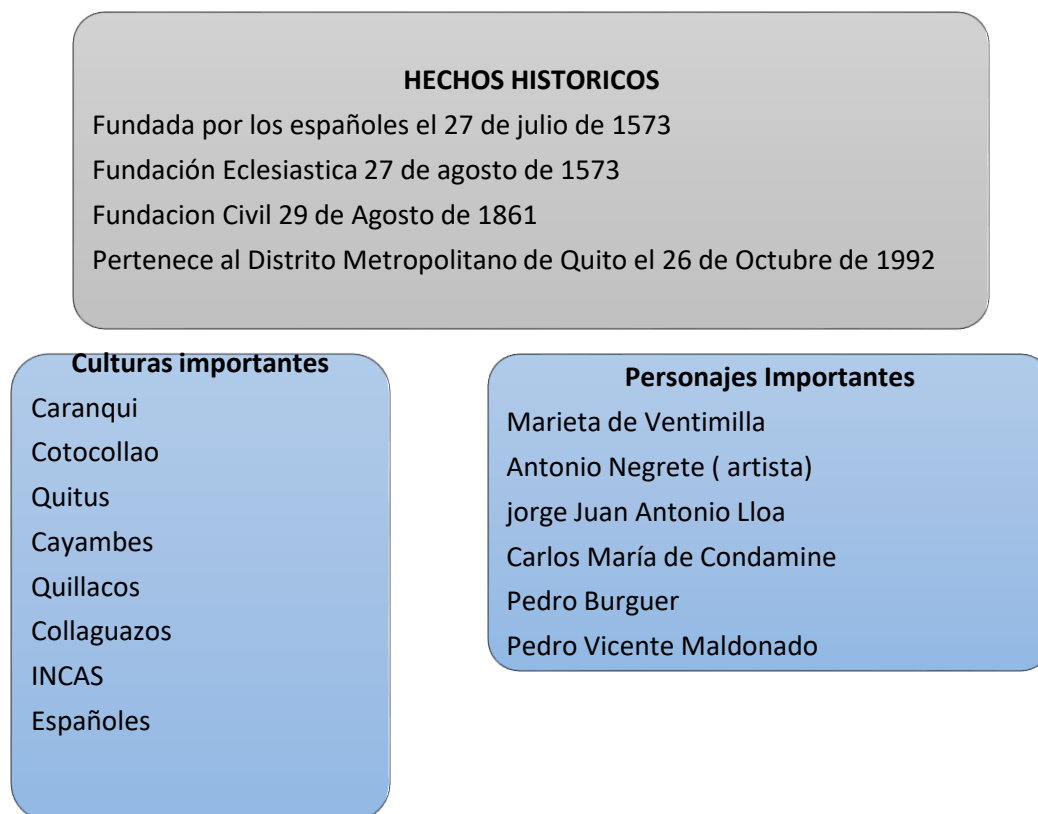 HECHOS HISTORICOS
Fundada por los españoles el 27 de julio de 1573
Fundación Eclesiastica 27 de agosto de 1573
Fundacion Civil 29 de Agosto de 1861
Pertenece al Distrito Metropolitano de Quito el 26 de Octubre de 1992
Culturas importantes
Caranqui
Cotocollao
Quitus
Cayambes
Quillacos
Collaguazos
INCAS
Españoles
Personajes Importantes
Marieta de Ventimilla
Antonio Negrete ( artista)
jorge Juan Antonio Lloa
Carlos María de Condamine
Pedro Burguer
Pedro Vicente Maldonado